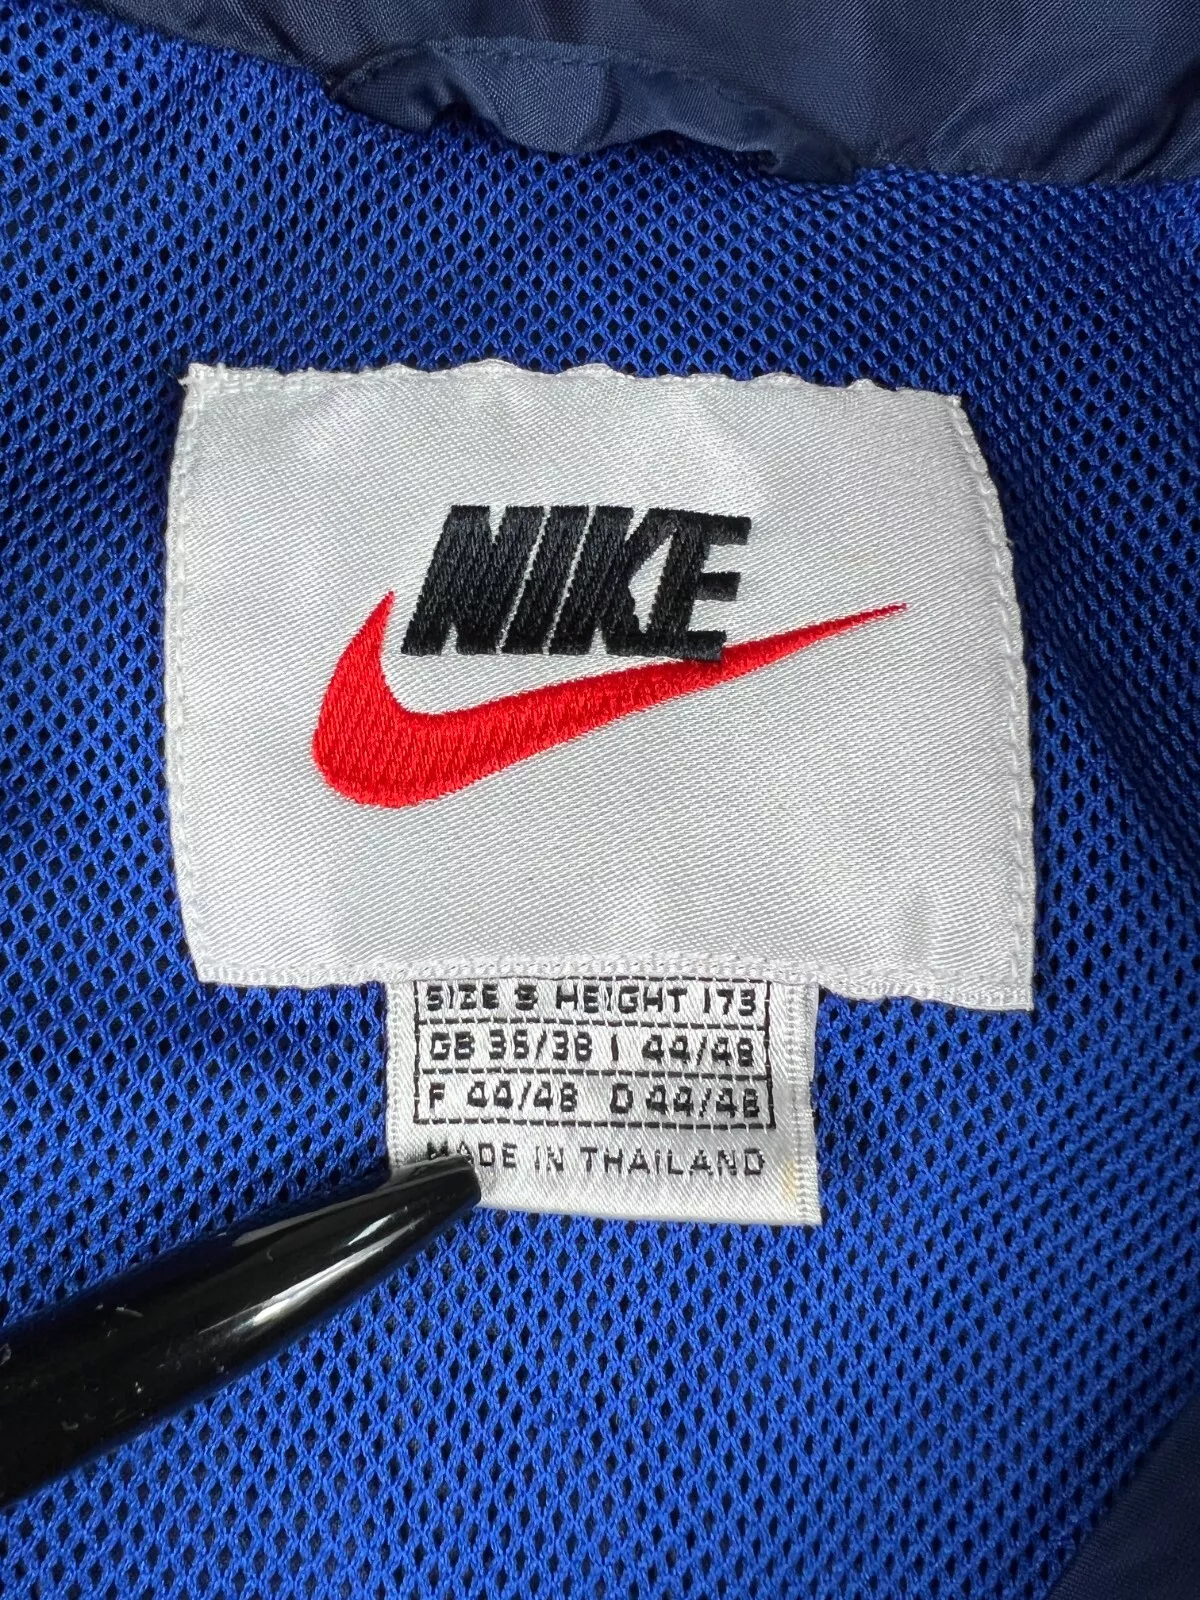 NIKE
SIZE S HEIGHT 173
GB 36/38 I 44/48
F 44/48 D 44/48
MADE IN THAILAND